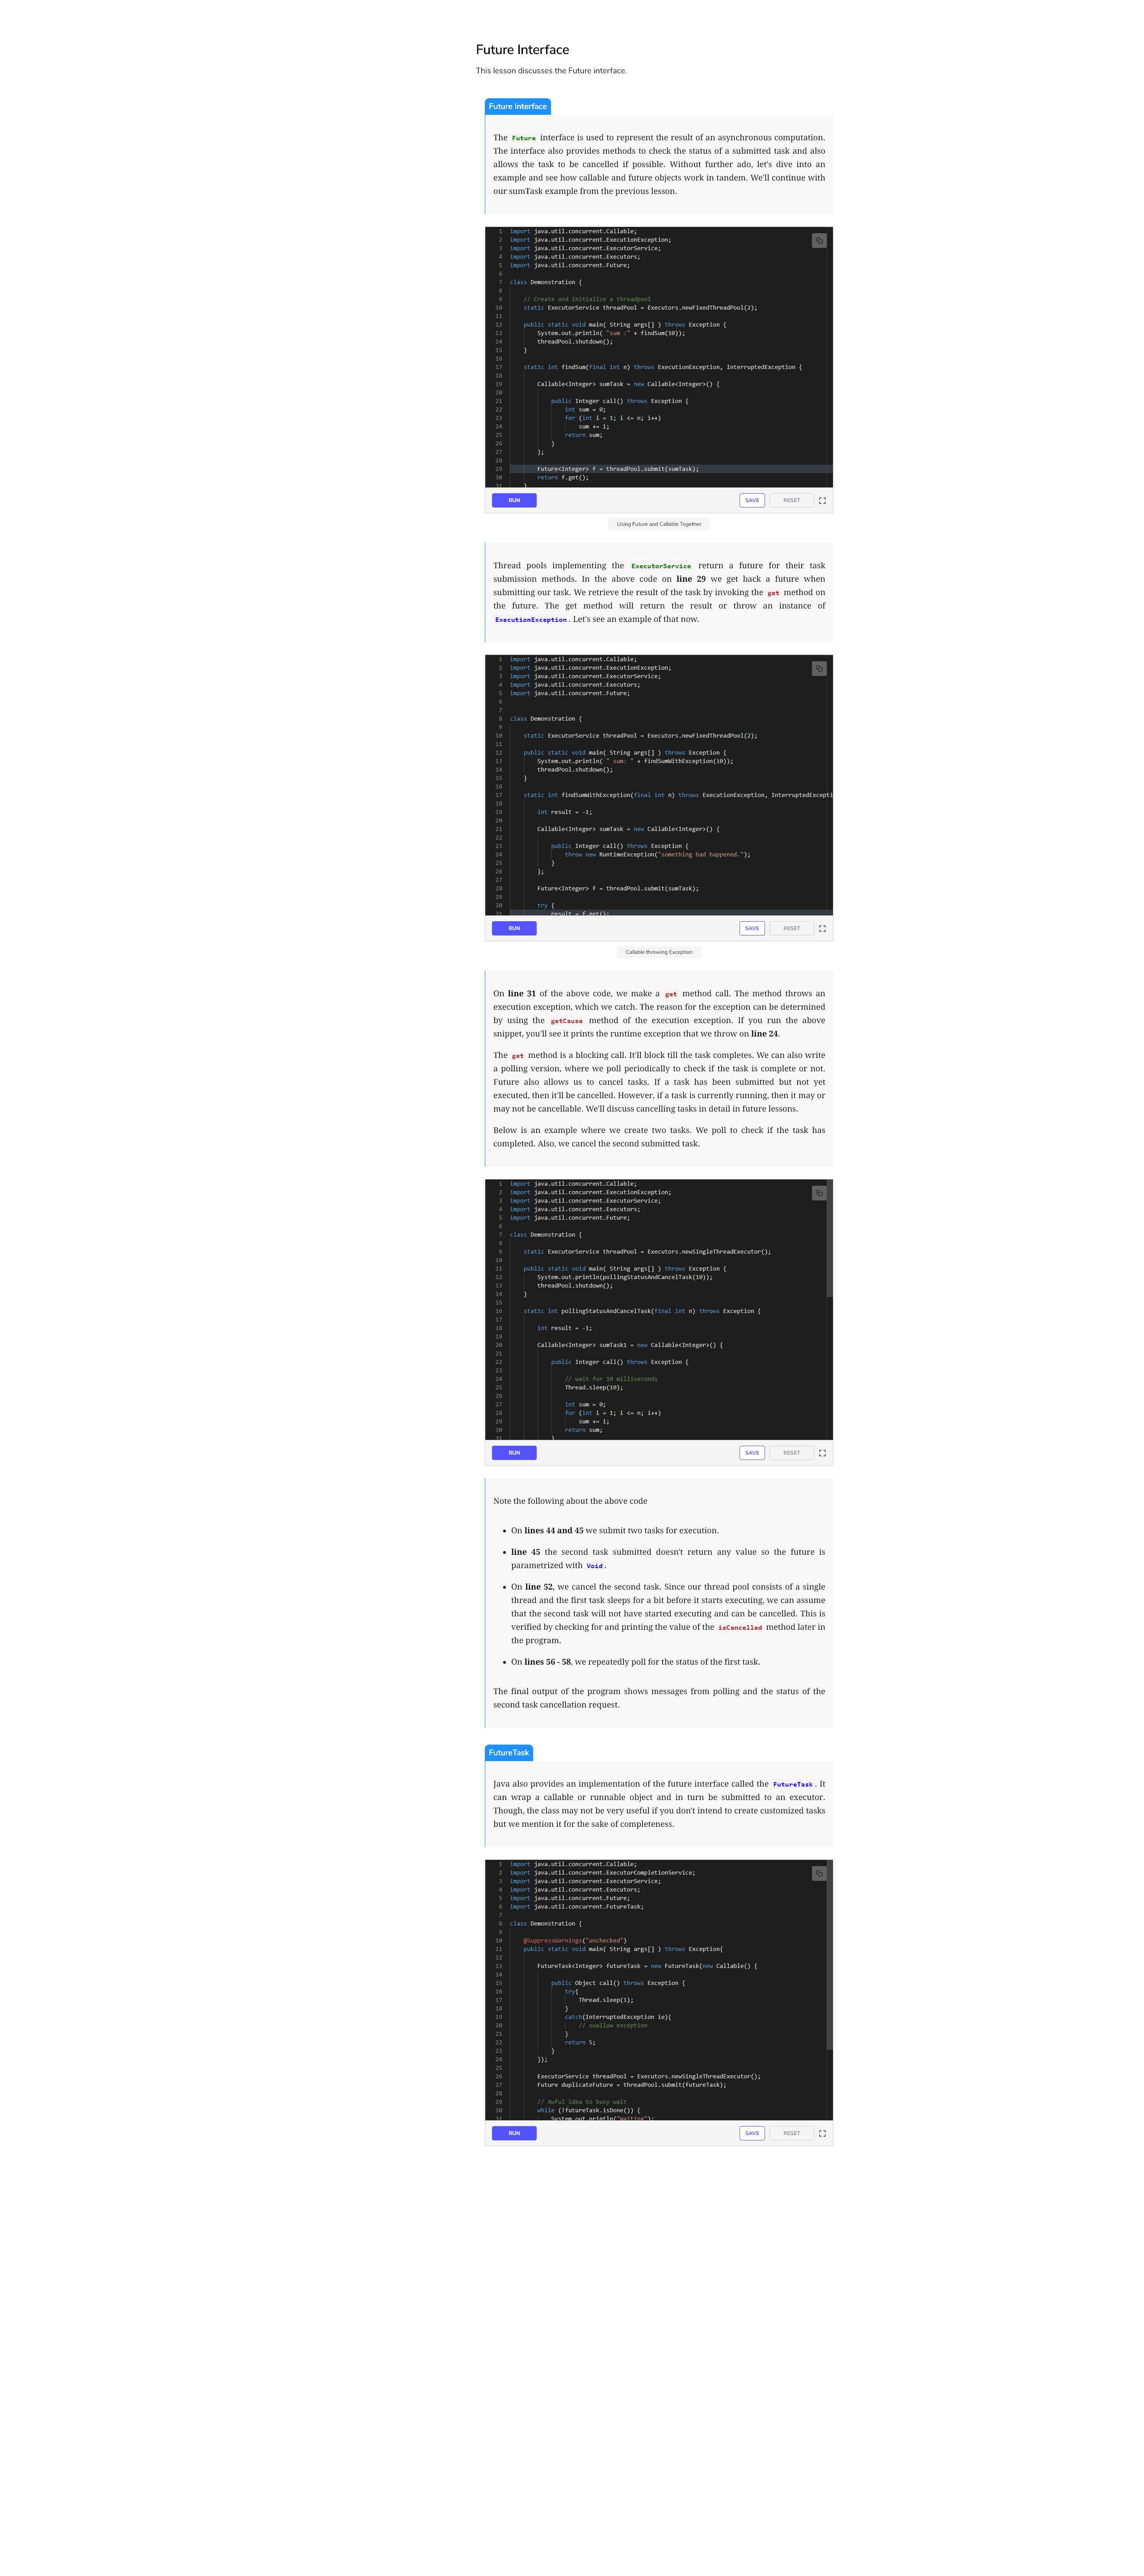 Future Interface
This lesson discusses the Future interface.
Future Interface
The Future interface is used to represent the result of an asynchronous computation.
The interface also provides methods to check the status of a submitted task and also
allows the task to be cancelled if possible. Without further ado, let's dive into an
example and see how callable and future objects work in tandem. We'll continue with
our sumTask example from the previous lesson.
1 import java.util.concurrent.Callable;
2 import java.util.concurrent.ExecutionException;
3 import java.util.concurrent.ExecutorService;
4 import java.util.concurrent.Executors;
5 import java.util.concurrent.Future;
6
7 class Demonstration {
8
9 // Create and initialize a threadpool
10 static ExecutorService threadPool = Executors.newFixedThreadPool(2);
11
12 public static void main( String args[] ) throws Exception {
13 System.out.println( "sum :" + findSum(10));
14 threadPool.shutdown();
15 }
16
17 static int findSum(final int n) throws ExecutionException, InterruptedException {
18
19 Callable<Integer> sumTask = new Callable<Integer>() {
20
21 public Integer call() throws Exception {
22 int sum = 0;
23 for (int i = 1; i <= n; i++)
24 sum += i;
25 return sum;
26 }
27 };
28
29 Future<Integer> f = threadPool.submit(sumTask);
30 return f.get();
31 }
RUN SAVE RESET
Using Future and Callable Together
Thread pools implementing the ExecutorService return a future for their task
submission methods. In the above code on line 29 we get back a future when
submitting our task. We retrieve the result of the task by invoking the get method on
the future. The get method will return the result or throw an instance of
ExecutionException. Let's see an example of that now.
1 import java.util.concurrent.Callable;
2 import java.util.concurrent.ExecutionException;
3 import java.util.concurrent.ExecutorService;
4 import java.util.concurrent.Executors;
5 import java.util.concurrent.Future;
6
7
8 class Demonstration {
9
10 static ExecutorService threadPool = Executors.newFixedThreadPool(2);
11
12 public static void main( String args[] ) throws Exception {
13 System.out.println( " sum: " + findSumWithException(10));
14 threadPool.shutdown();
15 }
16
17 static int findSumWithException(final int n) throws ExecutionException, InterruptedExcepti
18
19 int result = -1;
20
21 Callable<Integer> sumTask = new Callable<Integer>() {
22
23 public Integer call() throws Exception {
24 throw new RuntimeException("something bad happened.");
25 }
26 };
27
28 Future<Integer> f = threadPool.submit(sumTask);
29
30 try {
31 result = f.get();
RUN SAVE RESET
Callable throwing Exception
On line 31 of the above code, we make a get method call. The method throws an
execution exception, which we catch. The reason for the exception can be determined
by using the getCause method of the execution exception. If you run the above
snippet, you'll see it prints the runtime exception that we throw on line 24.
The get method is a blocking call. It'll block till the task completes. We can also write
a polling version, where we poll periodically to check if the task is complete or not.
Future also allows us to cancel tasks. If a task has been submitted but not yet
executed, then it'll be cancelled. However, if a task is currently running, then it may or
may not be cancellable. We'll discuss cancelling tasks in detail in future lessons.
Below is an example where we create two tasks. We poll to check if the task has
completed. Also, we cancel the second submitted task.
1 import java.util.concurrent.Callable;
2 import java.util.concurrent.ExecutionException;
3 import java.util.concurrent.ExecutorService;
4 import java.util.concurrent.Executors;
5 import java.util.concurrent.Future;
6
7 class Demonstration {
8
9 static ExecutorService threadPool = Executors.newSingleThreadExecutor();
10
11 public static void main( String args[] ) throws Exception {
12 System.out.println(pollingStatusAndCancelTask(10));
13 threadPool.shutdown();
14 }
15
16 static int pollingStatusAndCancelTask(final int n) throws Exception {
17
18 int result = -1;
19
20 Callable<Integer> sumTask1 = new Callable<Integer>() {
21
22 public Integer call() throws Exception {
23
24 // wait for 10 milliseconds
25 Thread.sleep(10);
26
27 int sum = 0;
28 for (int i = 1; i <= n; i++)
29 sum += i;
30 return sum;
31 }
RUN SAVE RESET
Note the following about the above code
• On lines 44 and 45 we submit two tasks for execution.
• line 45 the second task submitted doesn't return any value so the future is
parametrized with Void.
• On line 52, we cancel the second task. Since our thread pool consists of a single
thread and the first task sleeps for a bit before it starts executing, we can assume
that the second task will not have started executing and can be cancelled. This is
verified by checking for and printing the value of the isCancelled method later in
the program.
• On lines 56 - 58, we repeatedly poll for the status of the first task.
The final output of the program shows messages from polling and the status of the
second task cancellation request.
FutureTask
Java also provides an implementation of the future interface called the FutureTask. It
can wrap a callable or runnable object and in turn be submitted to an executor.
Though, the class may not be very useful if you don't intend to create customized tasks
but we mention it for the sake of completeness.
1 import java.util.concurrent.Callable;
2 import java.util.concurrent.ExecutorCompletionService;
3 import java.util.concurrent.ExecutorService;
4 import java.util.concurrent.Executors;
5 import java.util.concurrent.Future;
6 import java.util.concurrent.FutureTask;
7
8 class Demonstration {
9
10 @SuppressWarnings("unchecked")
11 public static void main( String args[] ) throws Exception{
12
13 FutureTask<Integer> futureTask = new FutureTask(new Callable() {
14
15 public Object call() throws Exception {
16 try{
17 Thread.sleep(1);
18 }
19 catch(InterruptedException ie){
20 // swallow exception
21 }
22 return 5;
23 }
24 });
25
26 ExecutorService threadPool = Executors.newSingleThreadExecutor();
27 Future duplicateFuture = threadPool.submit(futureTask);
28
29 // Awful idea to busy wait
30 while (!futureTask.isDone()) {
31 System.out.println("Waiting");
RUN SAVE RESET